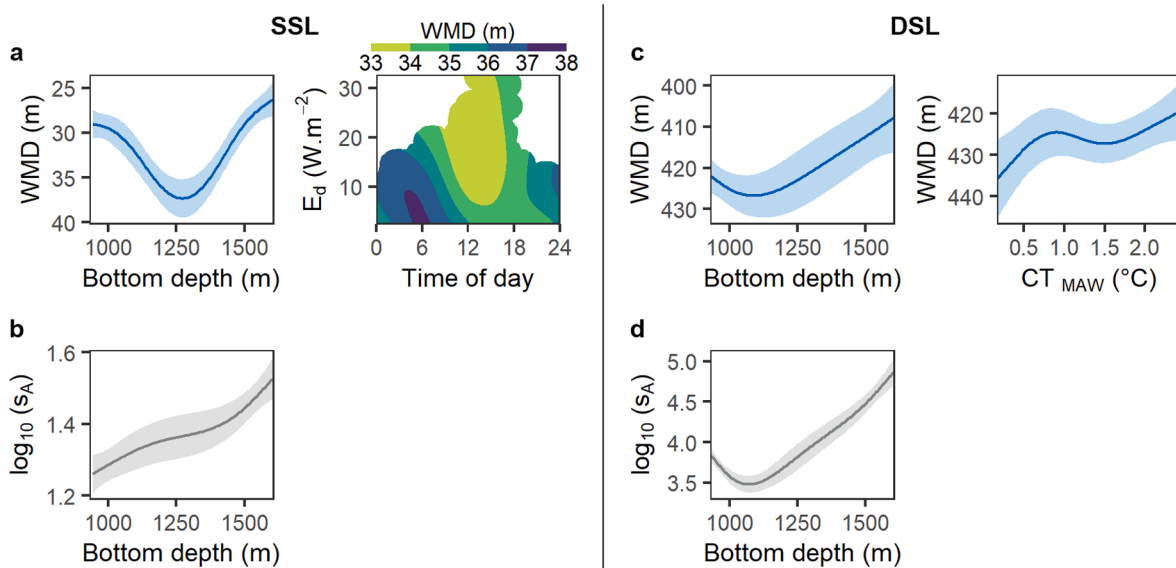 SSL
DSL
a
WMD (m)
33 34 35 36 37 38
25
30
35
40
WMD (m)
1000 1250 1500
Bottom depth (m)
30
20
10
E_d (W.m⁻²)
0 6 12 18 24
Time of day
b
1.6
1.4
1.2
log₁₀ (s_A)
1000 1250 1500
Bottom depth (m)
c
400
410
420
430
WMD (m)
1000 1250 1500
Bottom depth (m)
420
430
440
WMD (m)
0.5 1.0 1.5 2.0
CT MAW (°C)
d
5.0
4.5
4.0
3.5
log₁₀ (s_A)
1000 1250 1500
Bottom depth (m)